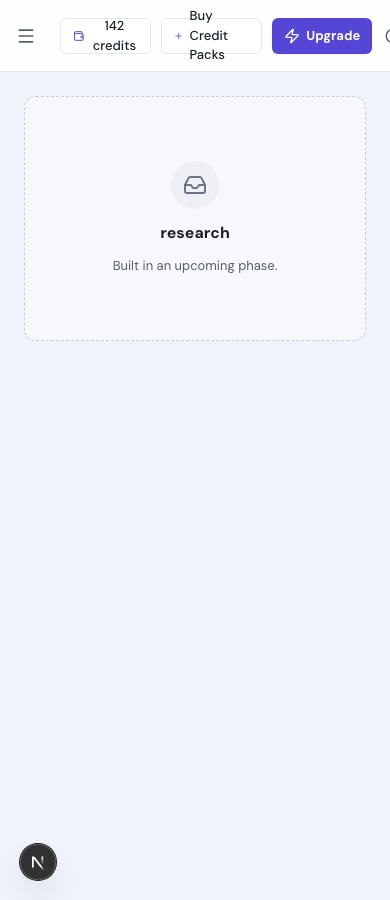 142
credits
Buy
Credit
Packs
Upgrade
research
Built in an upcoming phase.
N